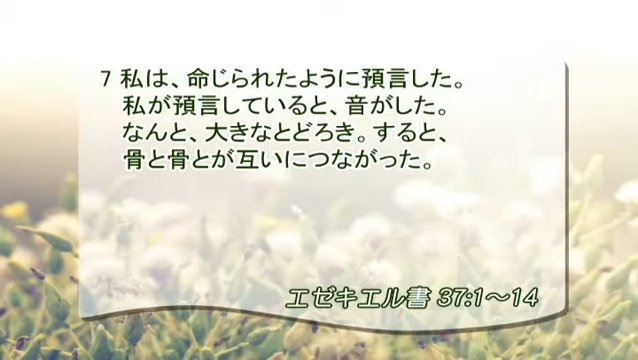 7 私は、命じられたように預言した。
私が預言していると、音がした。
なんと、大きなとどろき。すると、
骨と骨とが互いにつながった。
エゼキエル書 37:1～14